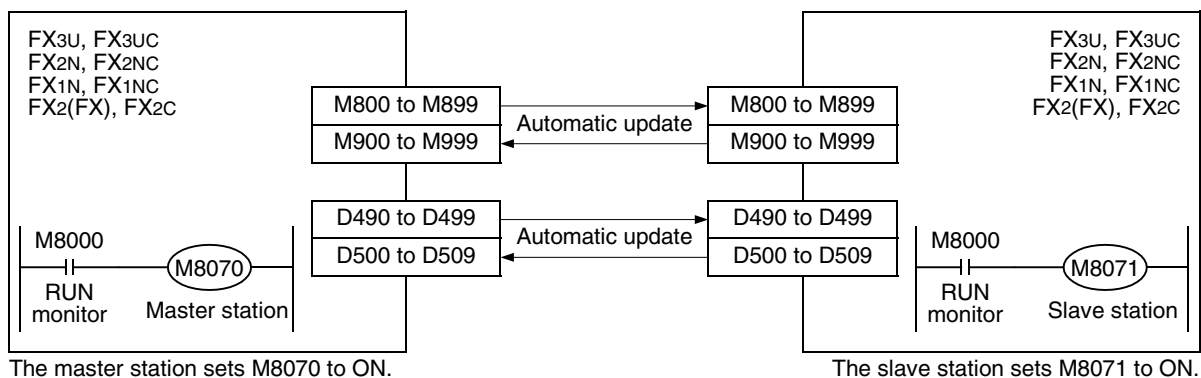 FX3U, FX3UC
FX2N, FX2NC
FX1N, FX1NC
FX2(FX), FX2C
FX3U, FX3UC
FX2N, FX2NC
FX1N, FX1NC
FX2(FX), FX2C
M800 to M899
M900 to M999
Automatic update
M800 to M899
M900 to M999
D490 to D499
D500 to D509
Automatic update
D490 to D499
D500 to D509
M8000
M8070
RUN
monitor
Master station
M8000
M8071
RUN
monitor
Slave station
The master station sets M8070 to ON.
The slave station sets M8071 to ON.